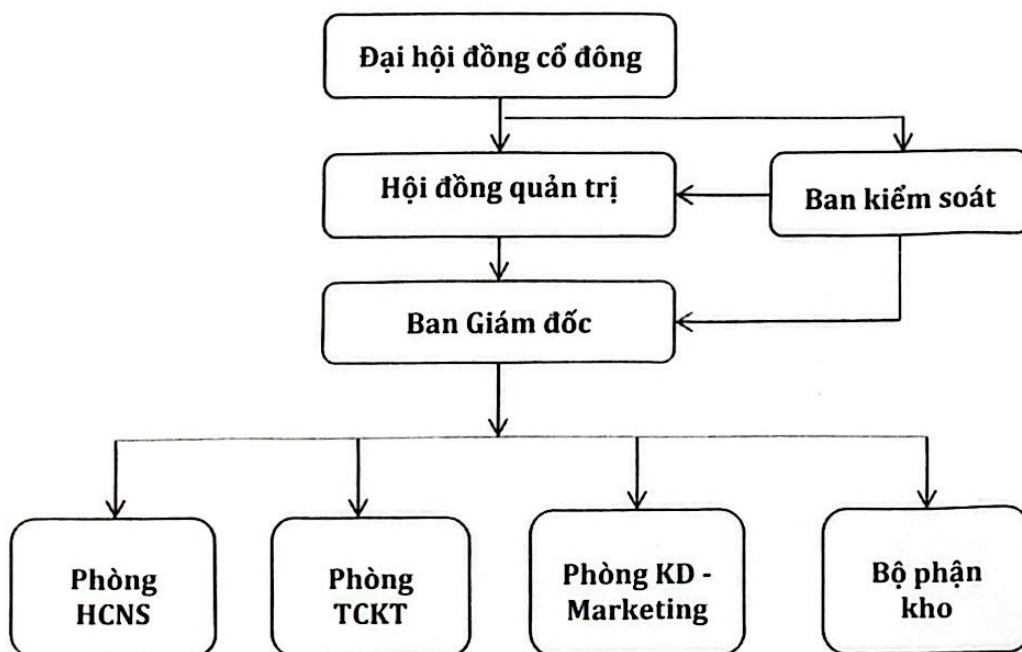 Đại hội đồng cổ đông
Hội đồng quản trị
Ban kiểm soát
Ban Giám đốc
Phòng
HCNS
Phòng
TCKT
Phòng KD -
Marketing
Bộ phận
kho